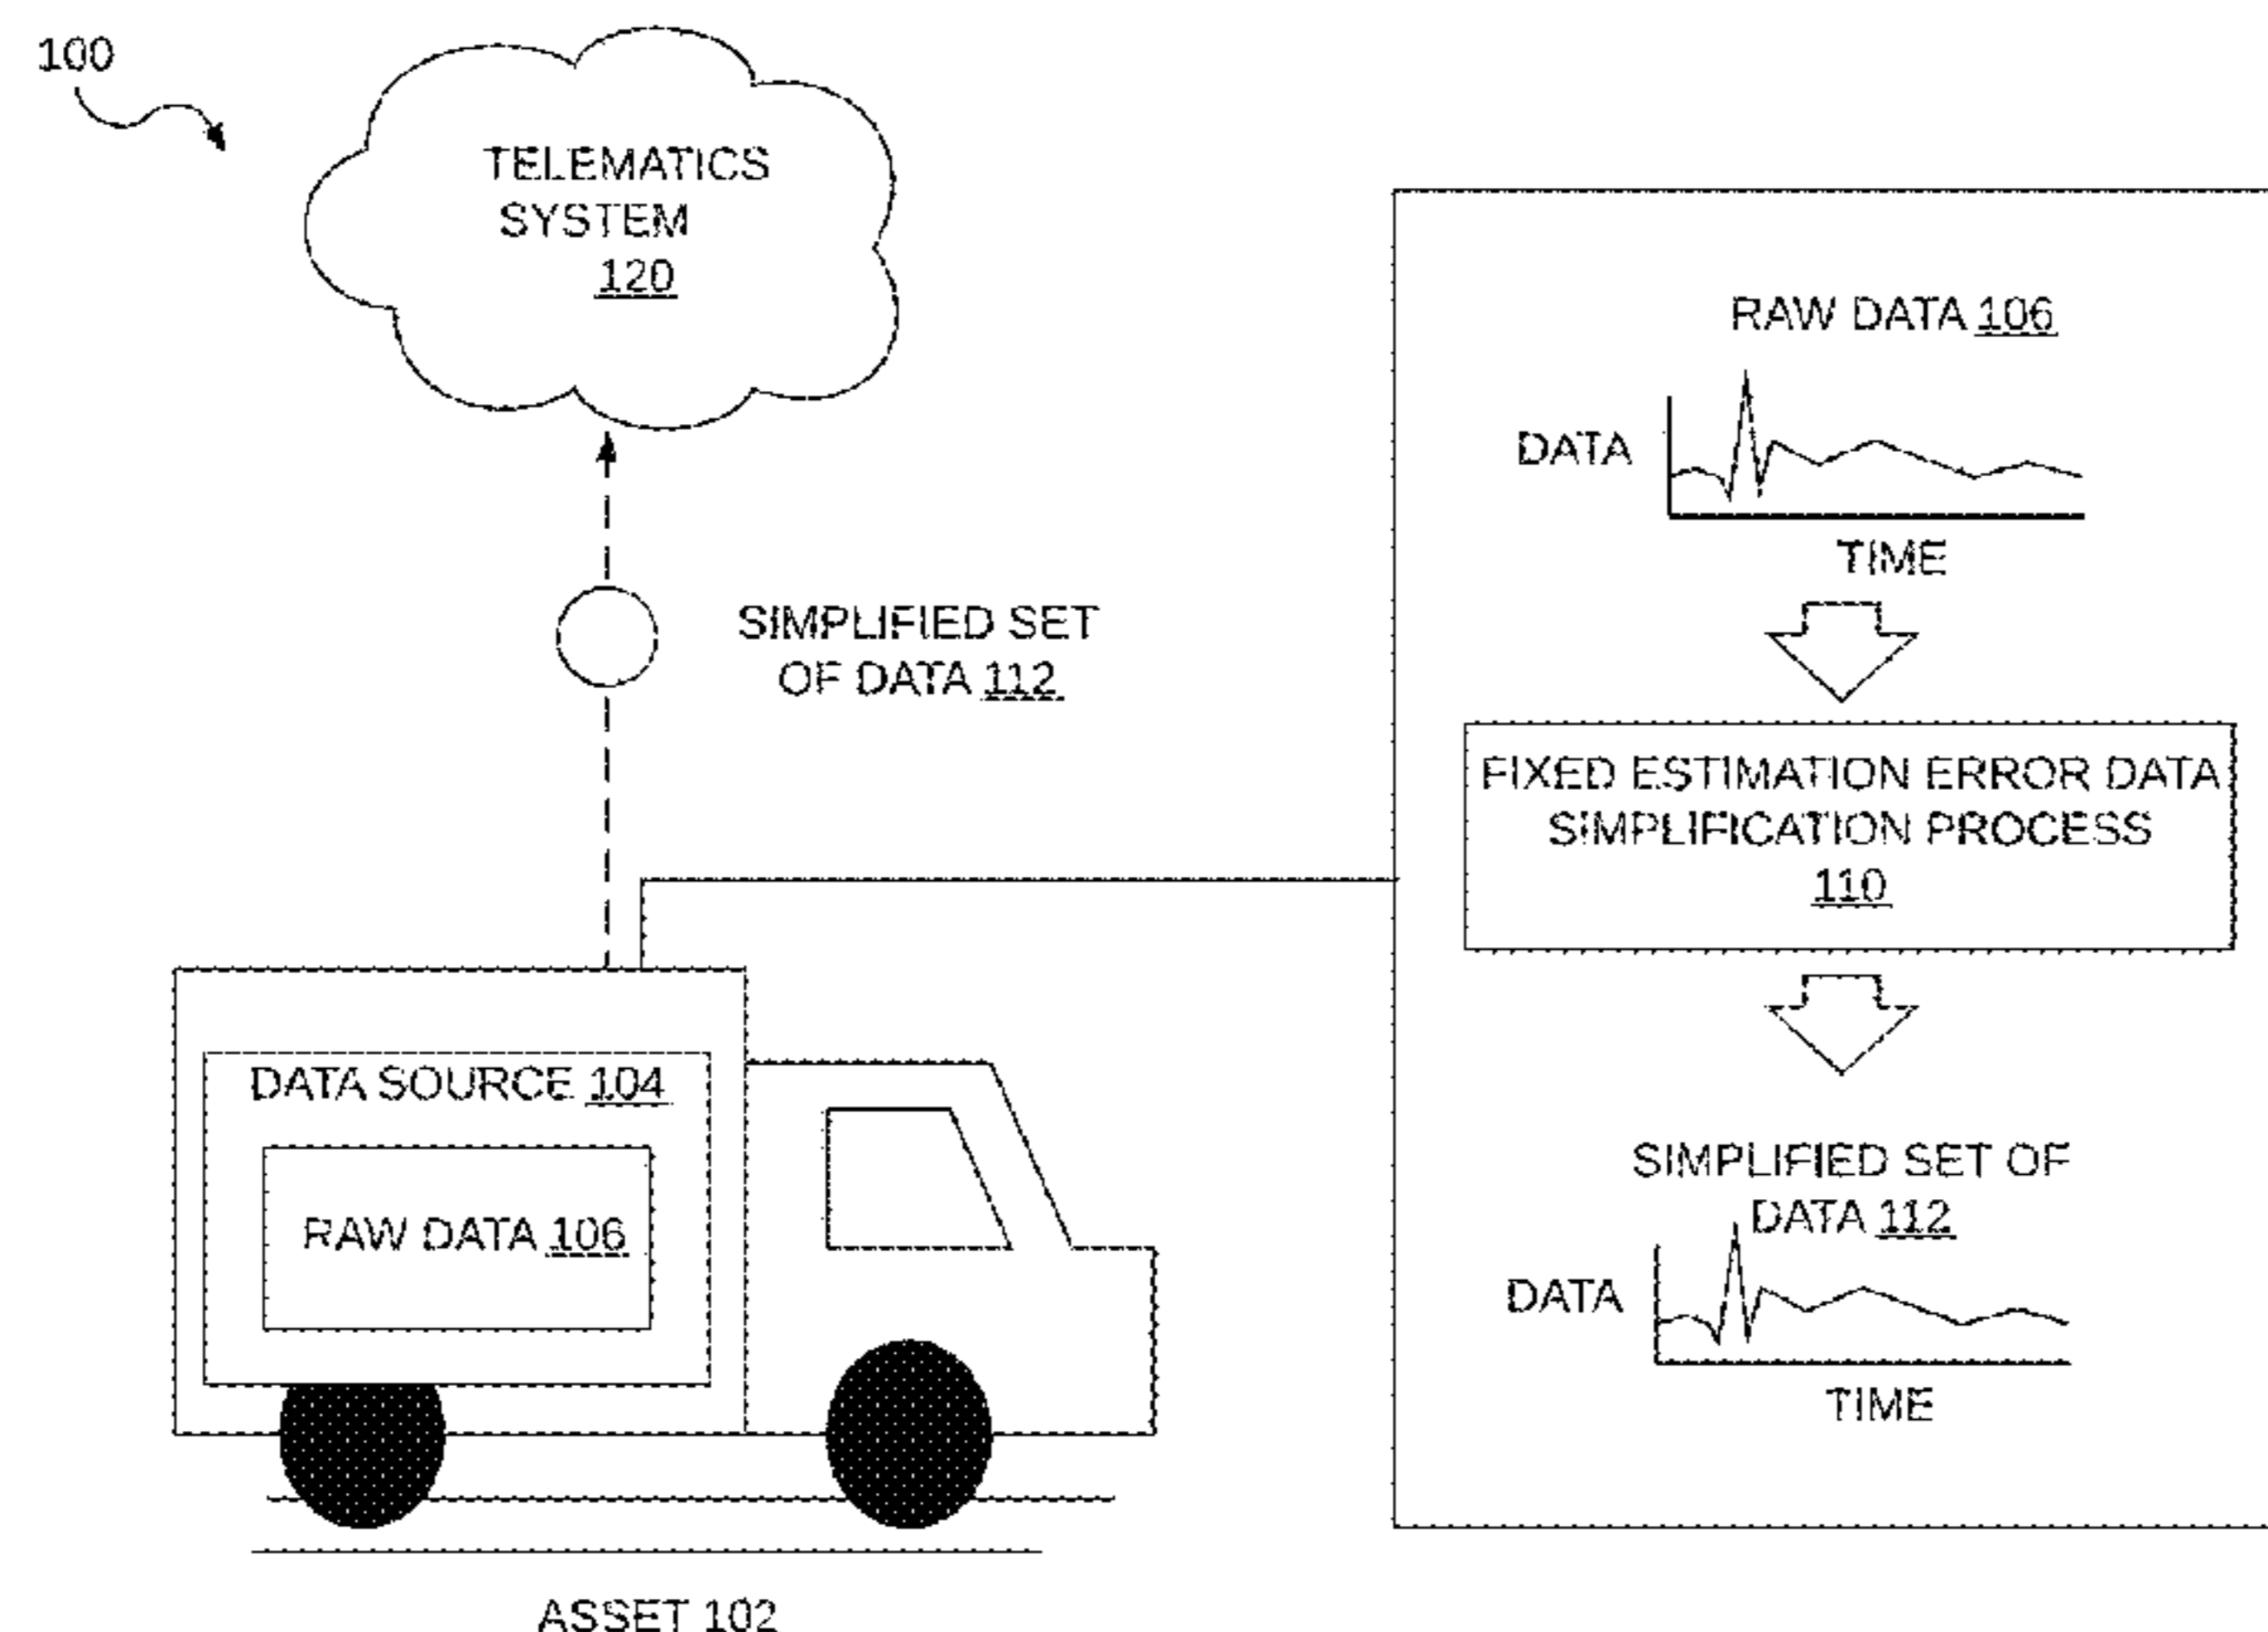 100
TELEMATICS
SYSTEM
120
SIMPLIFIED SET
OF DATA 112
DATA SOURCE 104
RAW DATA 106
ASSET 102
RAW DATA 106
DATA
TIME
FIXED ESTIMATION ERROR DATA
SIMPLIFICATION PROCESS
110
SIMPLIFIED SET OF
DATA 112
DATA
TIME